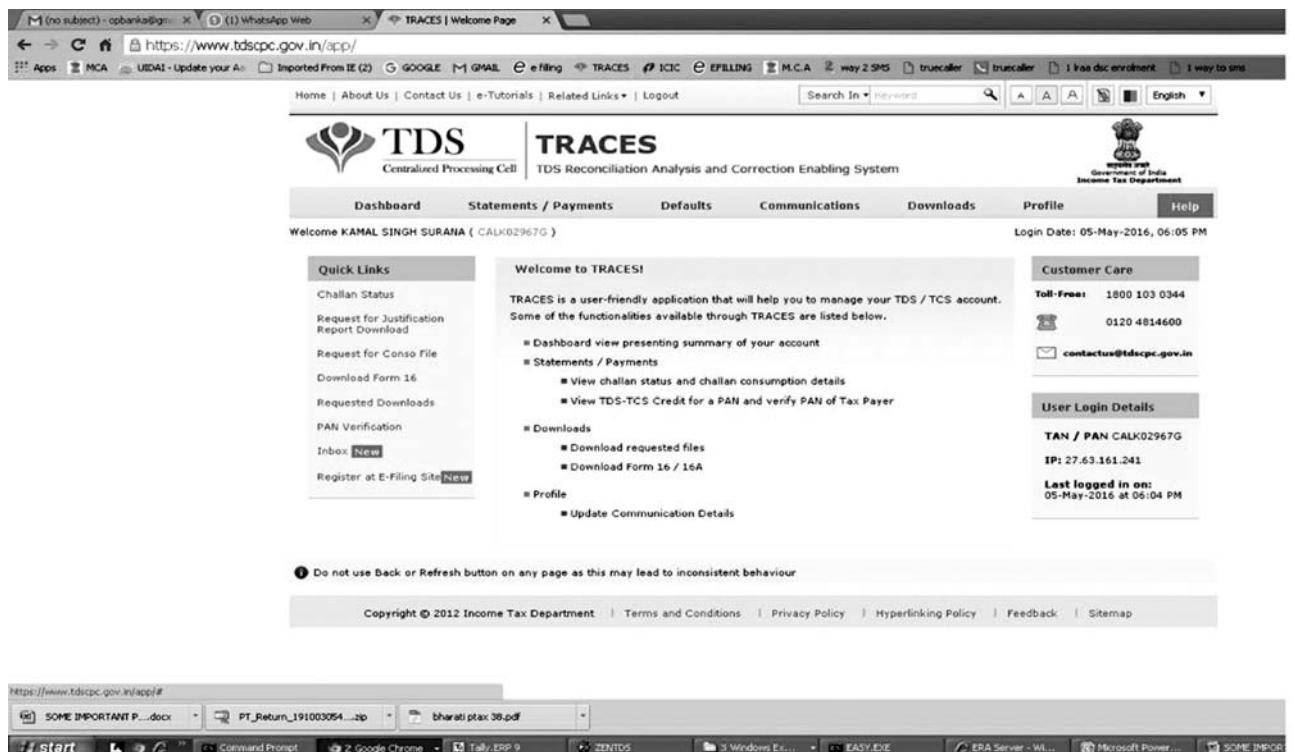 (no subject) - opbanka@gm
(1) WhatsApp Web
TRACES | Welcome Page
https://www.tdscpc.gov.in/app/
Apps MCA UIDAI - Update your Aa Imported From IE (2) GOOGLE GMAIL e filing TRACES ICIC EFILLING M.C.A way 2 SMS truecaller truecaller 1 iraa dsc enrolment 1 way to sms
Home | About Us | Contact Us | e-Tutorials | Related Links | Logout Search In Keyword A A A English
TDS
Centralized Processing Cell
TRACES
TDS Reconciliation Analysis and Correction Enabling System
सत्यमेव जयते
Government of India
Income Tax Department
Dashboard Statements / Payments Defaults Communications Downloads Profile Help
Welcome KAMAL SINGH SURANA ( CALK02967G ) Login Date: 05-May-2016, 06:05 PM
Quick Links
Challan Status
Request for Justification
Report Download
Request for Conso File
Download Form 16
Requested Downloads
PAN Verification
Inbox New
Register at E-Filing Site New
Welcome to TRACES!
TRACES is a user-friendly application that will help you to manage your TDS / TCS account.
Some of the functionalities available through TRACES are listed below.
Dashboard view presenting summary of your account
Statements / Payments
View challan status and challan consumption details
View TDS-TCS Credit for a PAN and verify PAN of Tax Payer
Downloads
Download requested files
Download Form 16 / 16A
Profile
Update Communication Details
Customer Care
Toll-Free: 1800 103 0344
0120 4814600
contactus@tdscpc.gov.in
User Login Details
TAN / PAN CALK02967G
IP: 27.63.161.241
Last logged in on:
05-May-2016 at 06:04 PM
Do not use Back or Refresh button on any page as this may lead to inconsistent behaviour
Copyright © 2012 Income Tax Department | Terms and Conditions | Privacy Policy | Hyperlinking Policy | Feedback | Sitemap
https://www.tdscpc.gov.in/app/#
SOME IMPORTANT P....docx PT_Return_191003054....zip bharati ptax 38.pdf
start Command Prompt 2 Google Chrome Tally.ERP 9 ZENTDS 3 Windows Ex... EASY.EXE ERA Server - Wi... Microsoft Power... SOME IMPOR